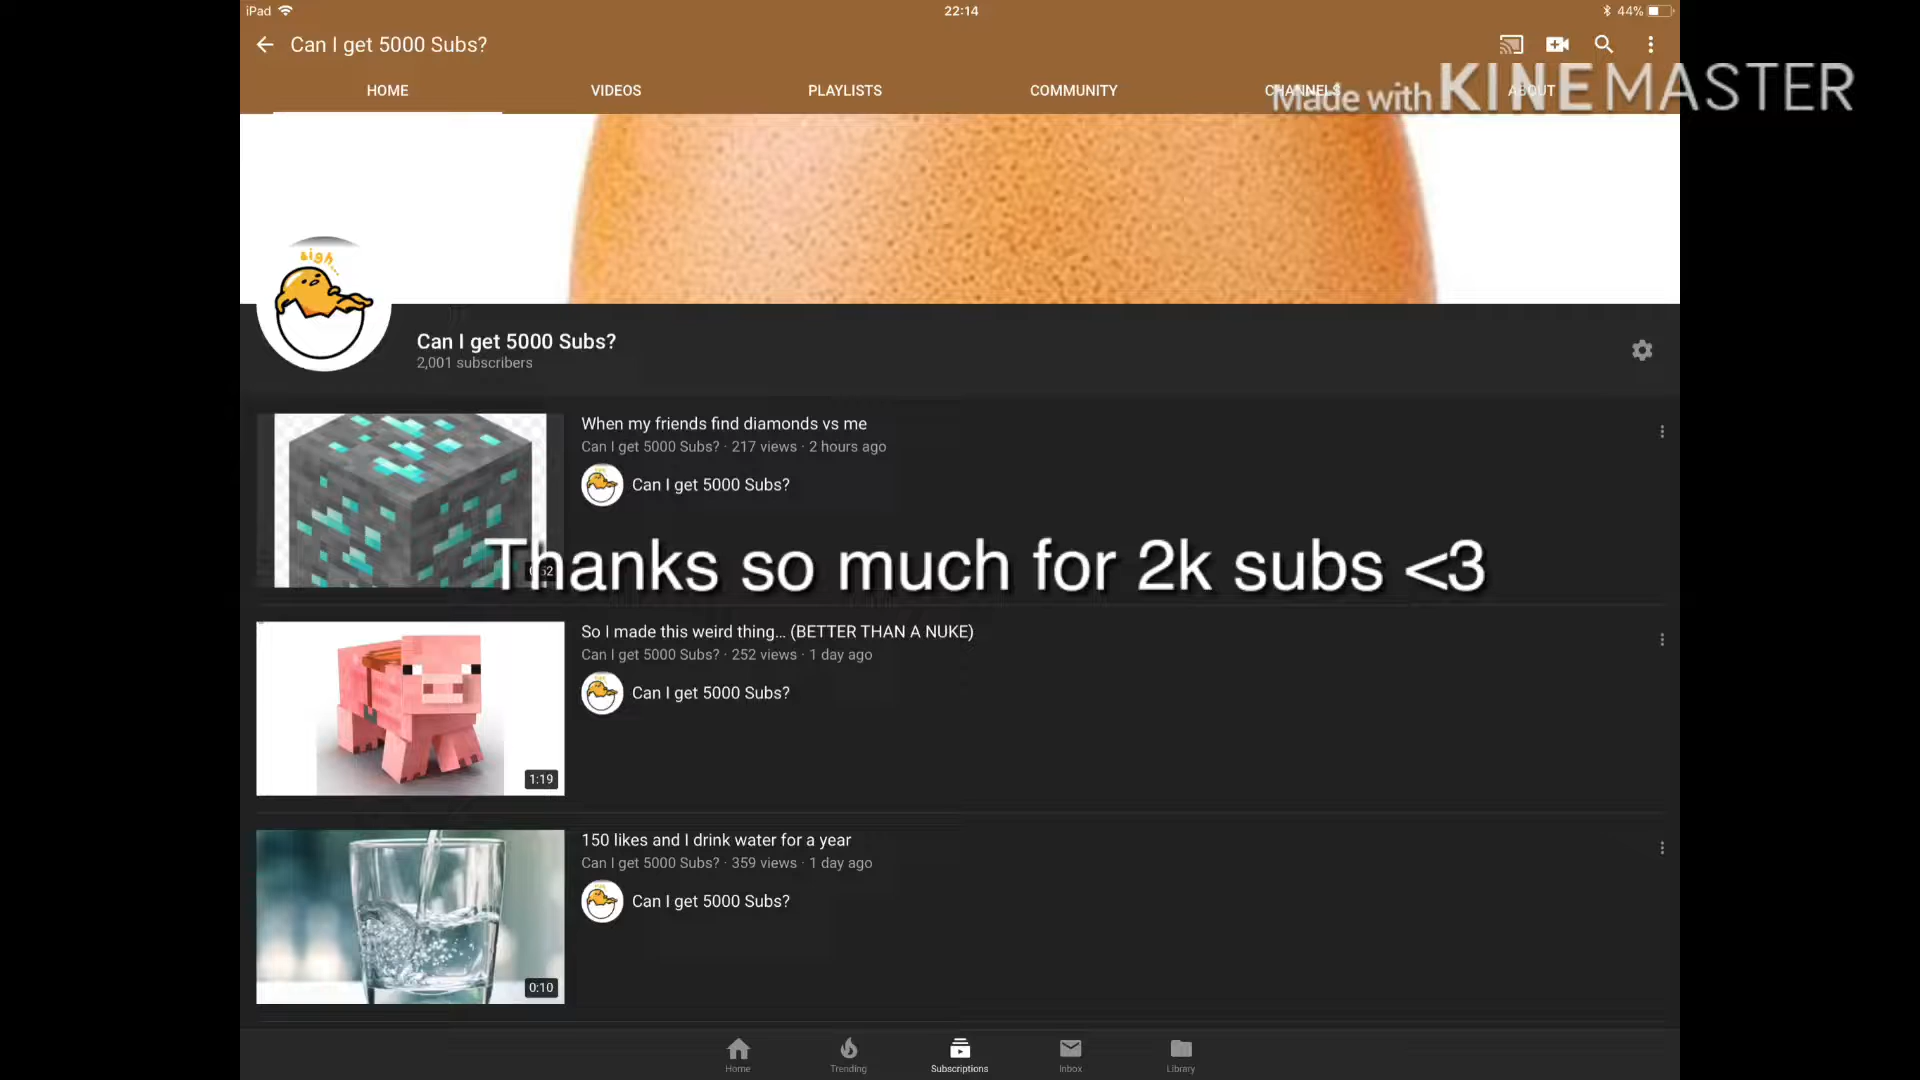 iPad
22:14
44%
Can I get 5000 Subs?
HOME
VIDEOS
PLAYLISTS
COMMUNITY
CHANNELS
ABOUT
Made with KINEMASTER
sigh...
Can I get 5000 Subs?
2,001 subscribers
When my friends find diamonds vs me
Can I get 5000 Subs? · 217 views · 2 hours ago
Can I get 5000 Subs?
Thanks so much for 2k subs <3
So I made this weird thing... (BETTER THAN A NUKE)
Can I get 5000 Subs? · 252 views · 1 day ago
Can I get 5000 Subs?
1:19
150 likes and I drink water for a year
Can I get 5000 Subs? · 359 views · 1 day ago
Can I get 5000 Subs?
0:10
Home
Trending
Subscriptions
Inbox
Library